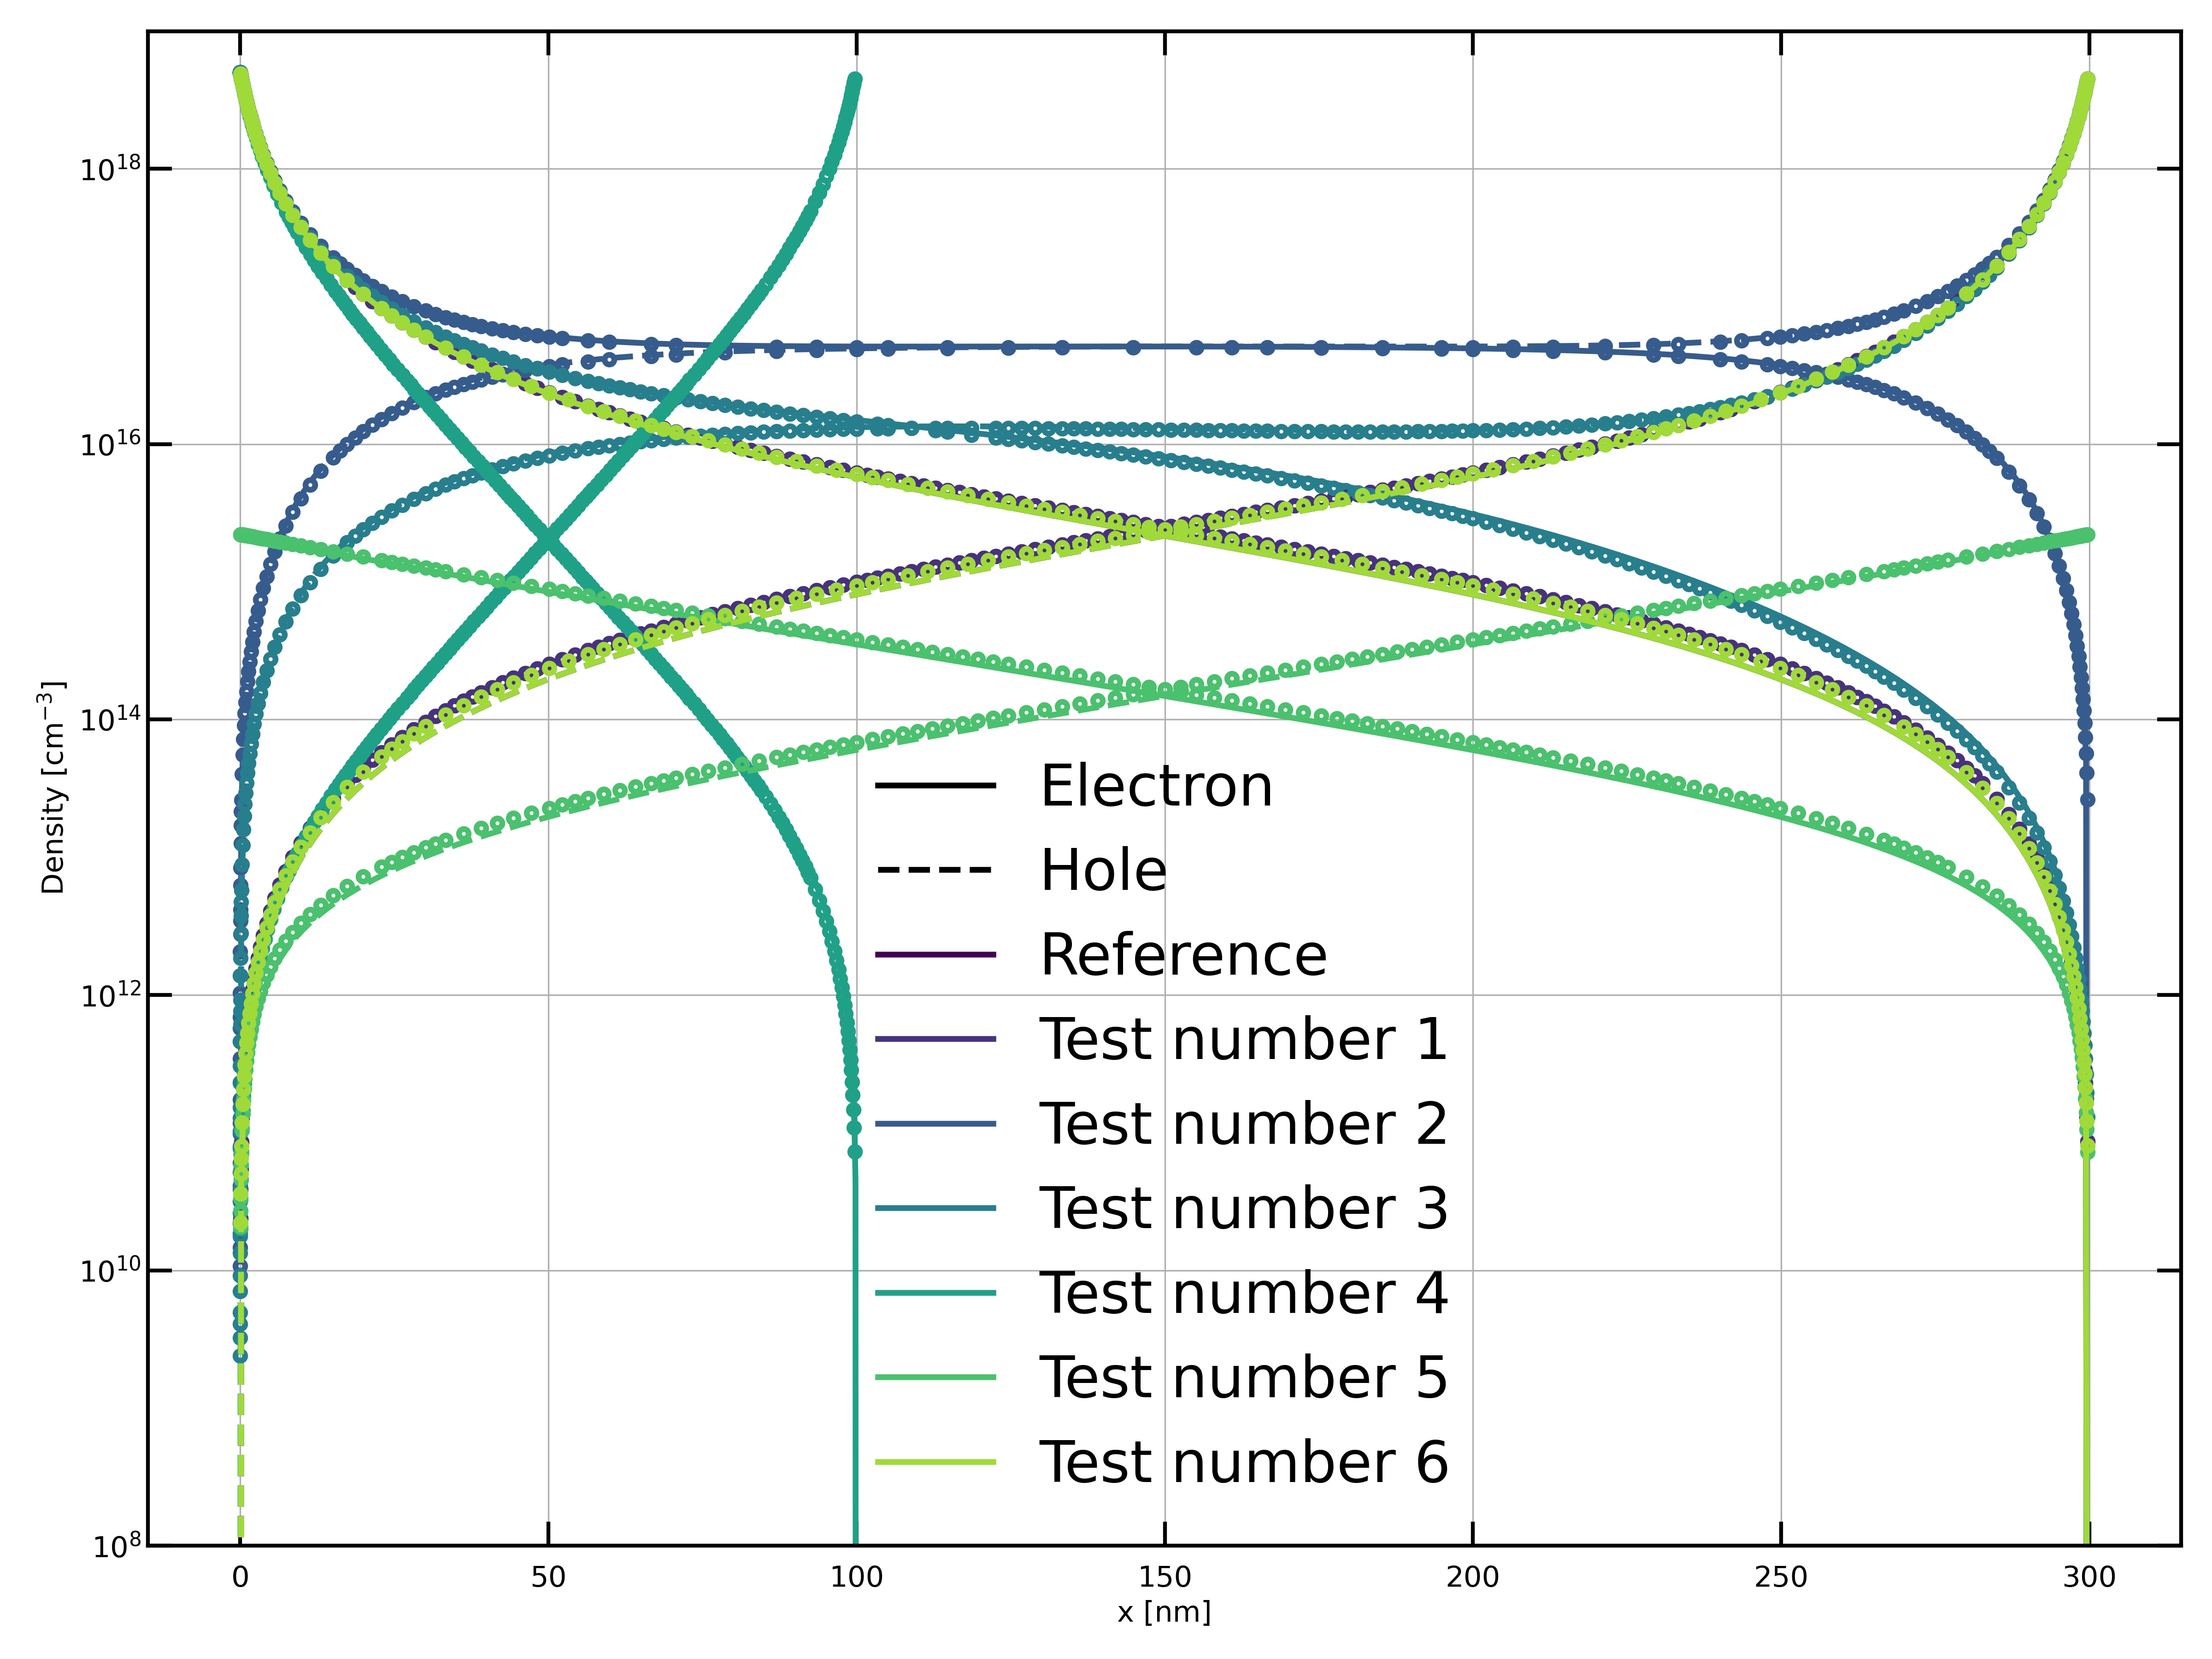 10^18
10^16
10^14
10^12
10^10
10^8
Density [cm^−3]
Electron
Hole
Reference
Test number 1
Test number 2
Test number 3
Test number 4
Test number 5
Test number 6
0 50 100 150 200 250 300
x [nm]